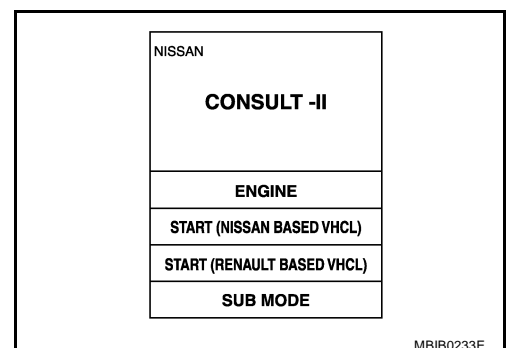 NISSAN
CONSULT -II
ENGINE
START (NISSAN BASED VHCL)
START (RENAULT BASED VHCL)
SUB MODE
MBIB0233E